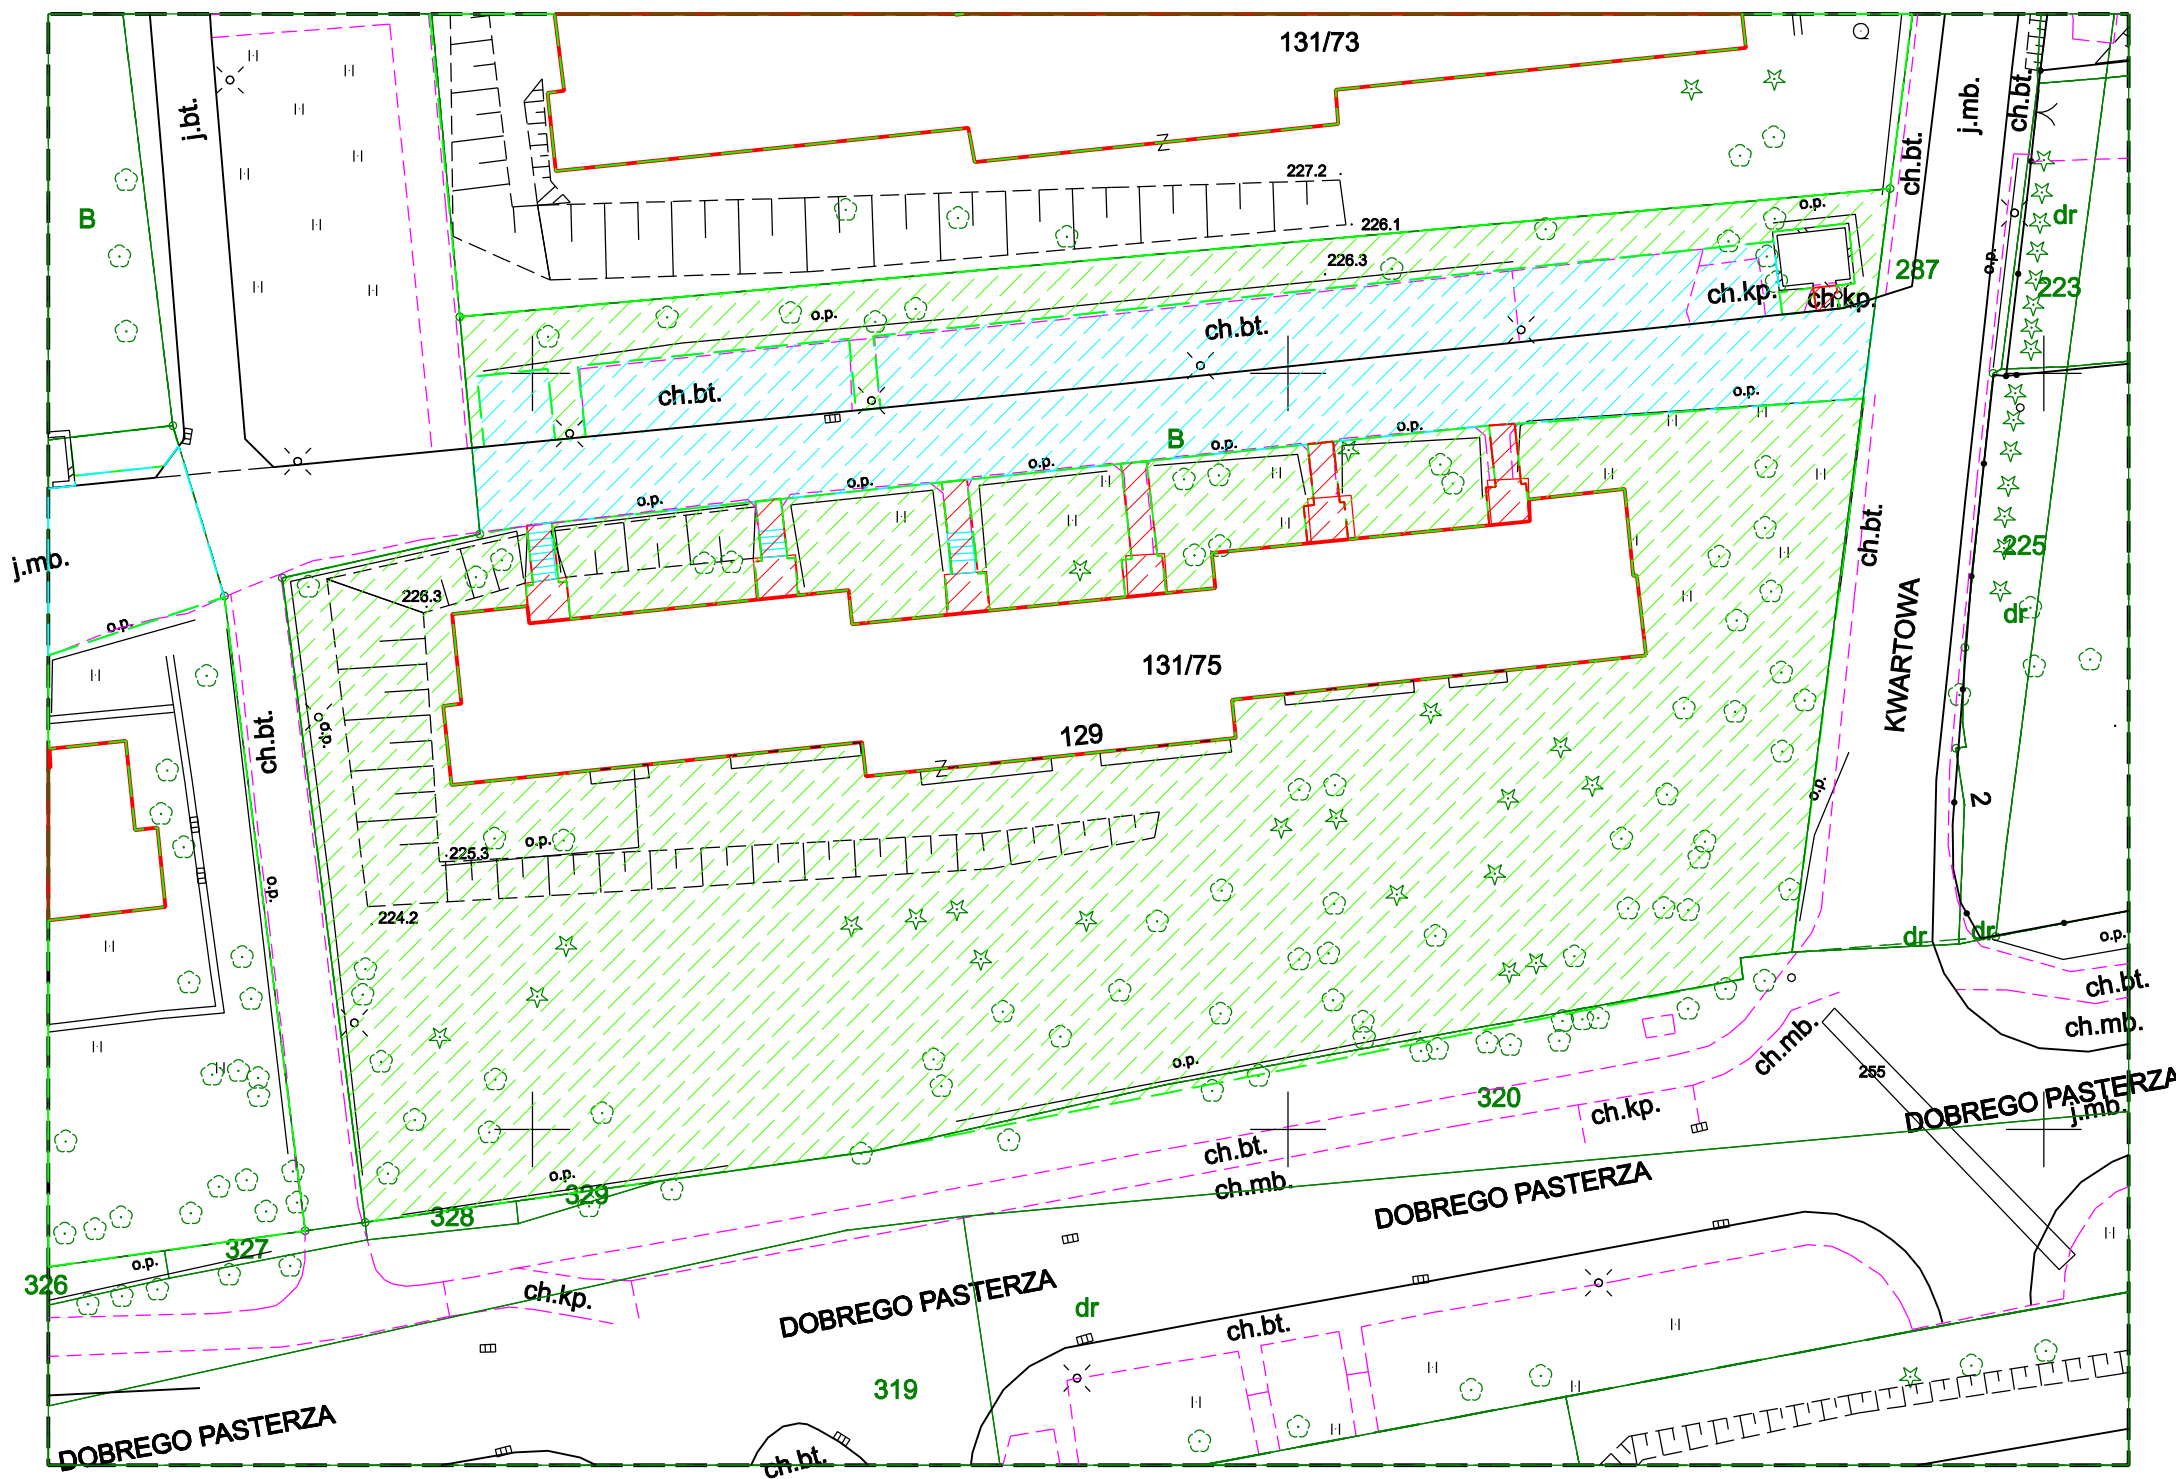 131/73
j.bt.
j.mb.
ch.bt.
ch.bt.
227.2
o.p.
B
226.1
dr
226.3
o.p.
287
223
ch.kp.
ch.kp.
o.p.
ch.bt.
ch.bt.
o.p.
B
o.p.
o.p.
o.p.
o.p.
o.p.
ch.bt.
225
j.mb.
226.3
dr
o.p.
131/75
KWARTOWA
ch.bt.
o.p.
129
o.p.
2
225.3
o.p.
o.p.
224.2
dr
dr
o.p.
ch.bt.
ch.mb.
ch.mb.
o.p.
255
DOBREGO PASTERZA
j.mb.
320
ch.kp.
ch.bt.
o.p.
329
ch.mb.
DOBREGO PASTERZA
328
327
o.p.
326
ch.kp.
DOBREGO PASTERZA
dr
ch.bt.
319
DOBREGO PASTERZA
ch.bt.